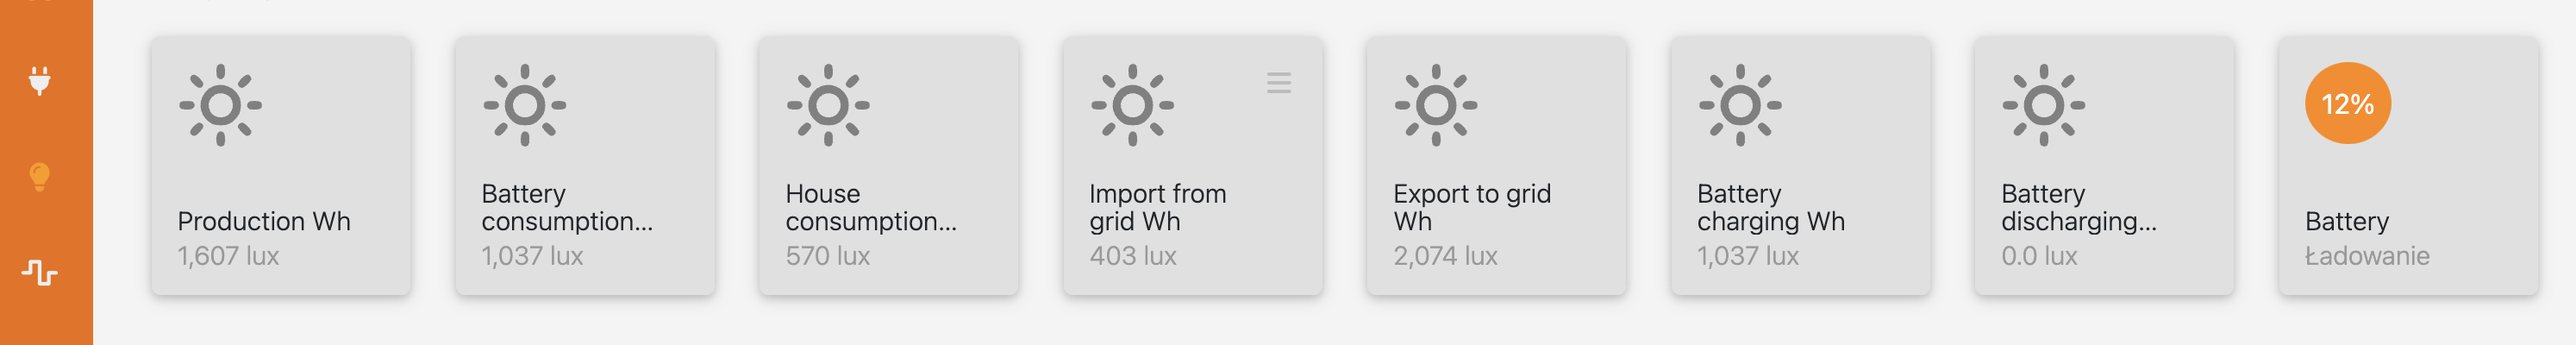 Production Wh
1,607 lux
Battery
consumption...
1,037 lux
House
consumption...
570 lux
Import from
grid Wh
403 lux
Export to grid
Wh
2,074 lux
Battery
charging Wh
1,037 lux
Battery
discharging...
0.0 lux
12%
Battery
Ładowanie